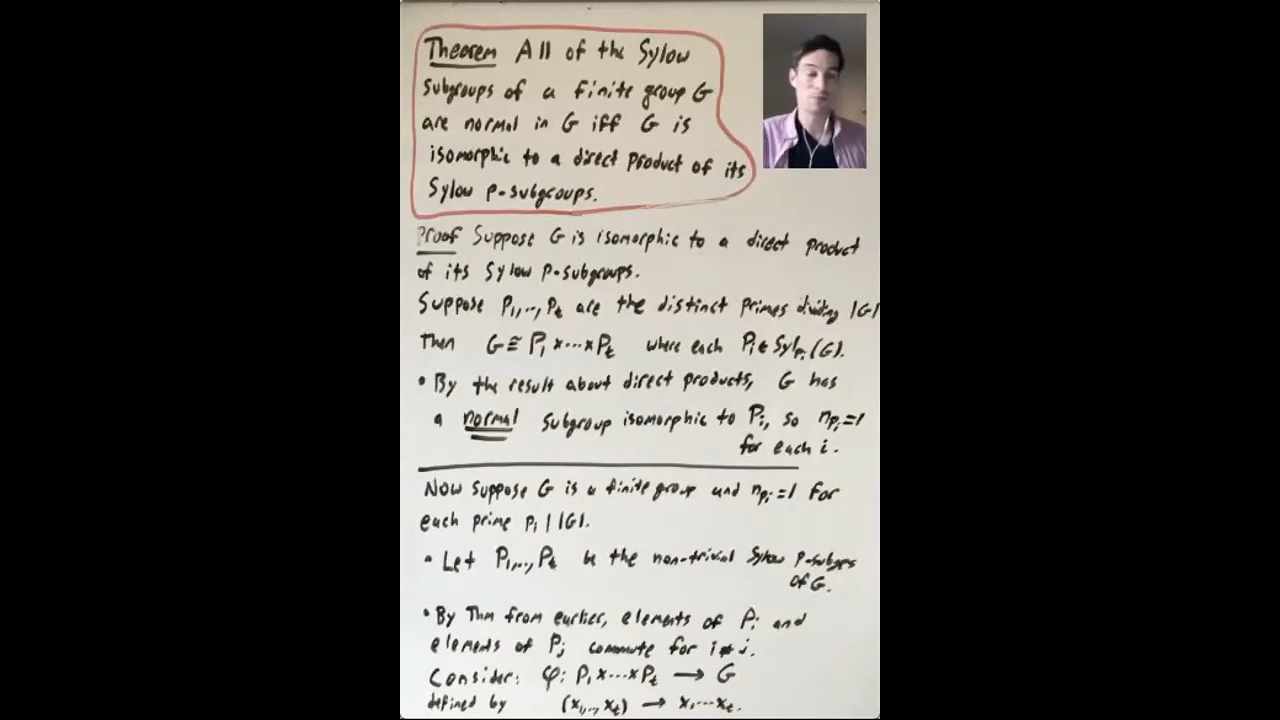 Theorem All of the Sylow
subgroups of a finite group G
are normal in G iff G is
isomorphic to a direct product of its
Sylow p-subgroups.
Proof Suppose G is isomorphic to a direct product
of its Sylow p-subgroups.
Suppose p₁,..,pₜ are the distinct primes dividing |G|
Then G ≅ P₁ x···x Pₜ where each Pᵢ ∈ Sylₚᵢ(G).
• By the result about direct products, G has
a normal subgroup isomorphic to Pᵢ, so nₚᵢ=1
for each i.
Now suppose G is a finite group and nₚᵢ=1 for
each prime pᵢ | |G|.
• Let P₁,..,Pₜ be the non-trivial Sylow p-subgps
of G.
• By Thm from earlier, elements of Pᵢ and
elements of Pⱼ commute for i≠j.
Consider: φ: P₁x···xPₜ → G
defined by (x₁,..,xₜ) → x₁···xₜ.